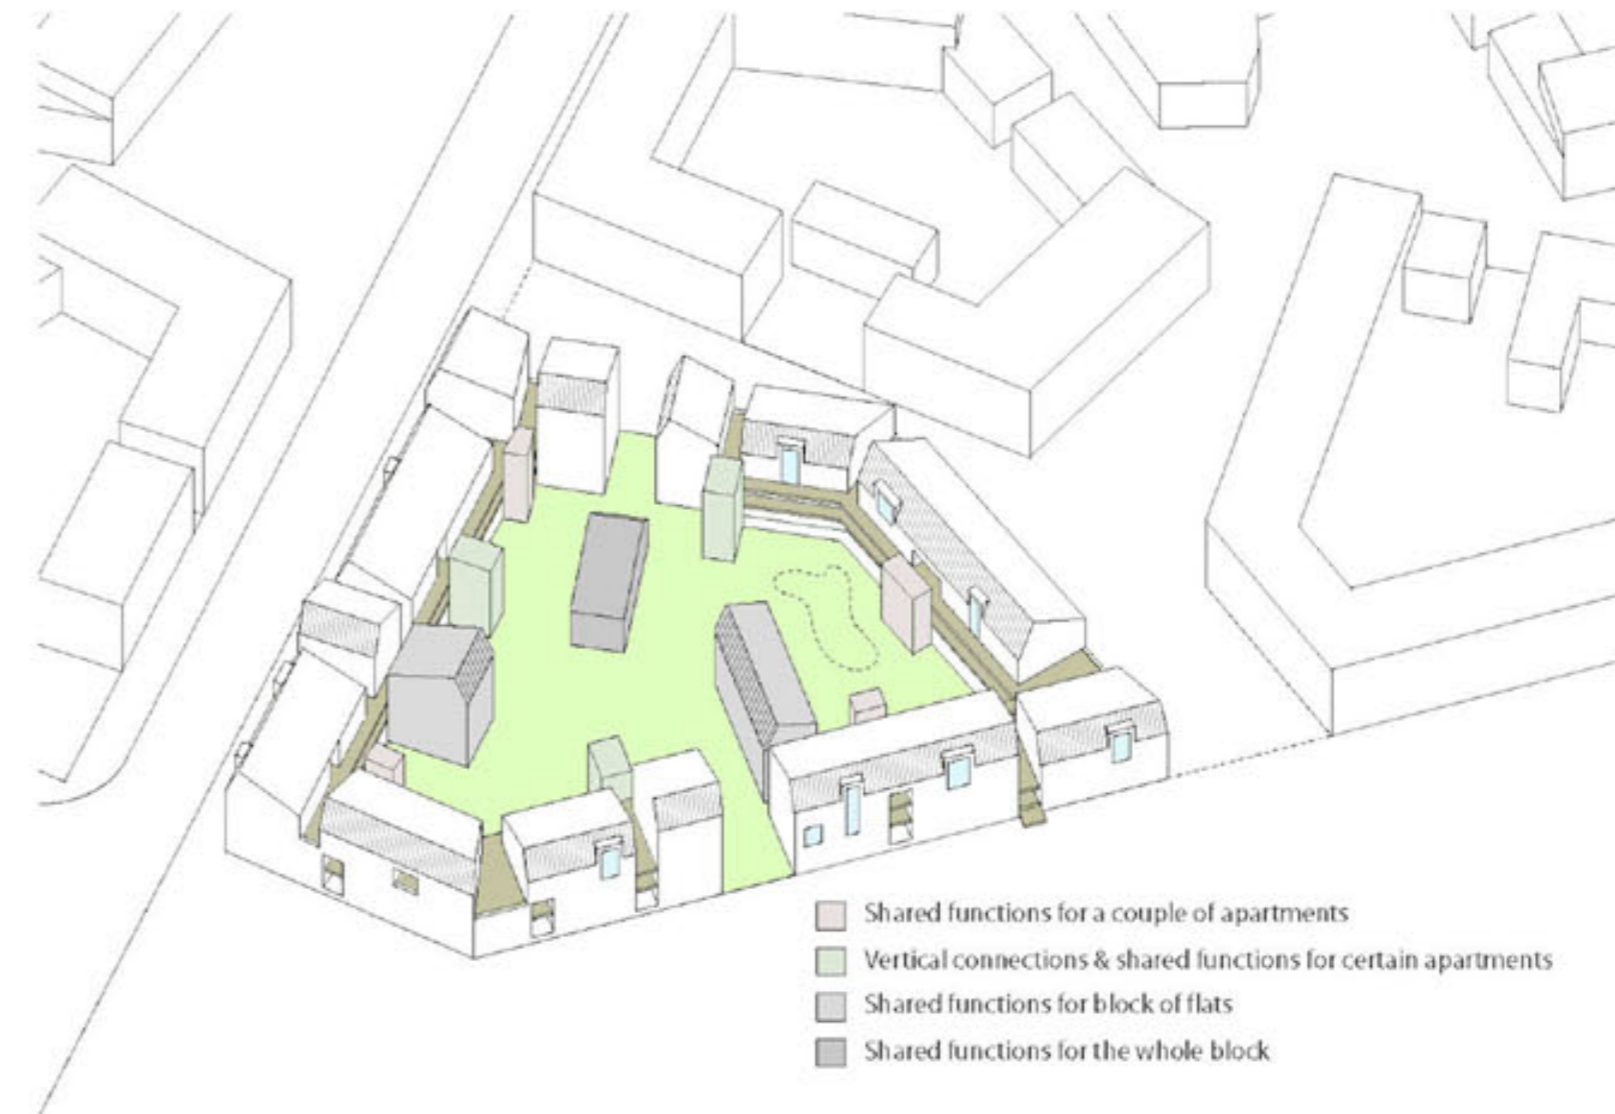 Shared functions for a couple of apartments
Vertical connections & shared functions for certain apartments
Shared functions for block of flats
Shared functions for the whole block